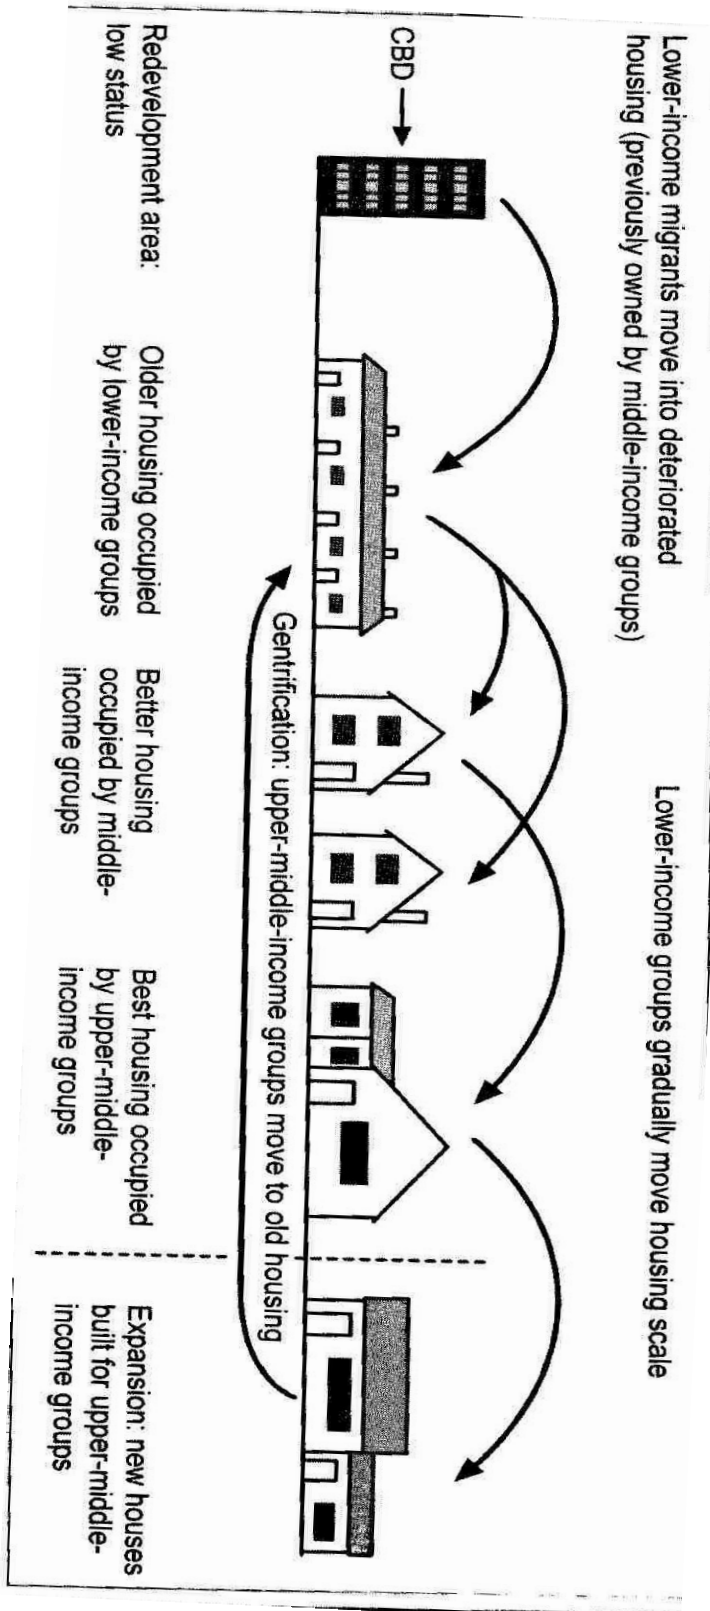 Lower-income migrants move into deteriorated
housing (previously owned by middle-income groups)
Lower-income groups gradually move housing scale
CBD
Gentrification: upper-middle-income groups move to old housing
Redevelopment area:
low status
Older housing occupied
by lower-income groups
Better housing
occupied by middle-
income groups
Best housing occupied
by upper-middle-
income groups
Expansion: new houses
built for upper-middle-
income groups